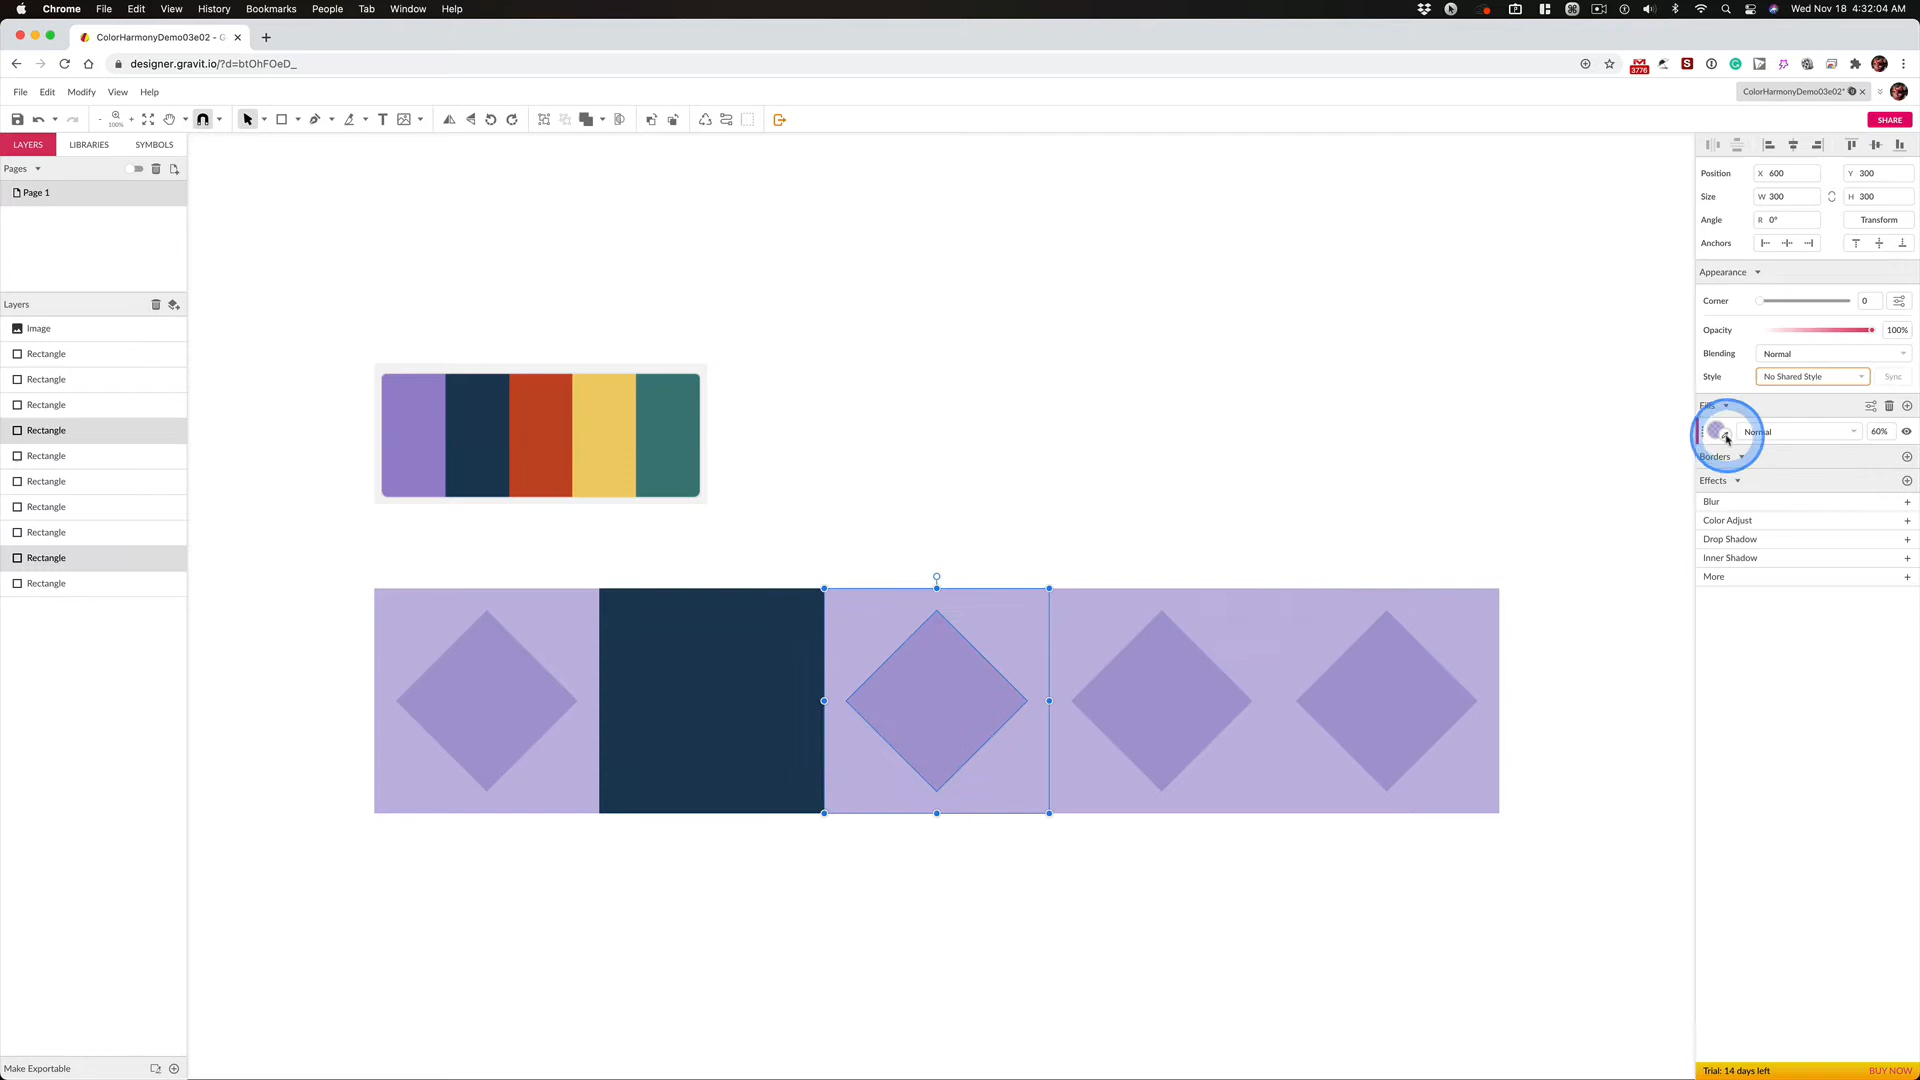 Chrome File Edit View History Bookmarks People Tab Window Help Wed Nov 18 4:32:04 AM
ColorHarmonyDemo03e02 - G
designer.gravit.io/?d=btOhFOeD_ 3776
File Edit Modify View Help ColorHarmonyDemo03e02*
100% SHARE
LAYERS LIBRARIES SYMBOLS
Pages
Page 1
Layers
Image
Rectangle
Rectangle
Rectangle
Rectangle
Rectangle
Rectangle
Rectangle
Rectangle
Rectangle
Rectangle
Make Exportable
Position X 600 Y 300
Size W 300 H 300
Angle R 0° Transform
Anchors
Appearance
Corner 0
Opacity 100%
Blending Normal
Style No Shared Style Sync
Fills
Normal 60%
Borders
Effects
Blur +
Color Adjust +
Drop Shadow +
Inner Shadow +
More +
Trial: 14 days left BUY NOW